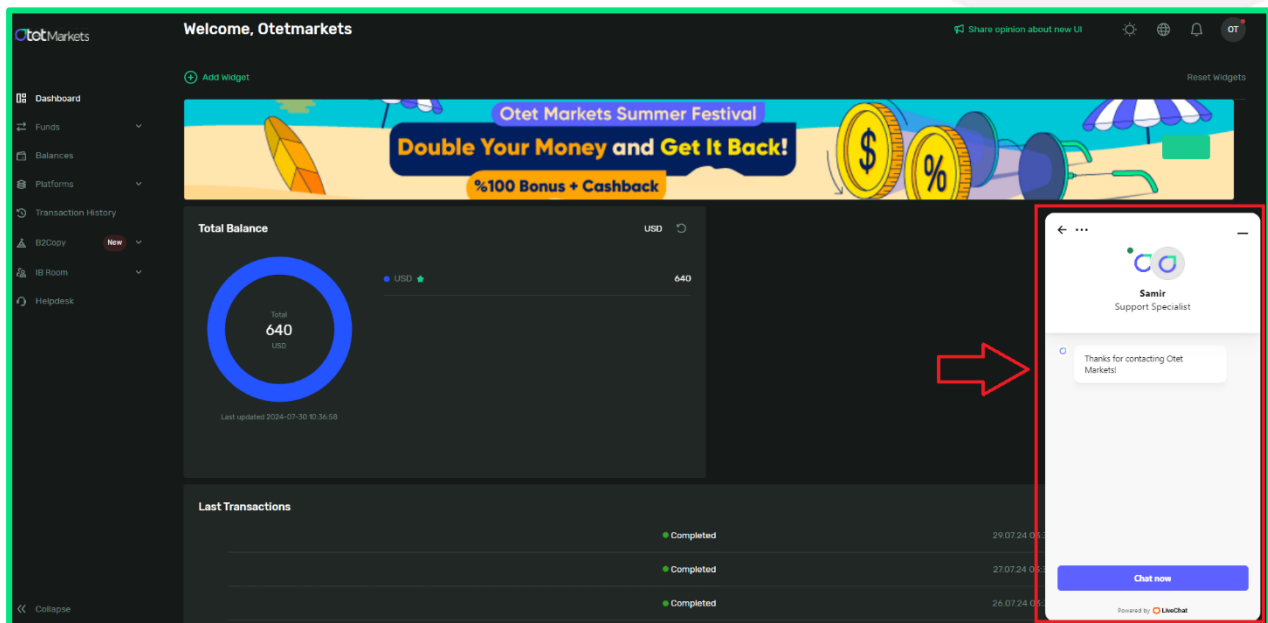 OtetMarkets
Welcome, Otetmarkets
Share opinion about new UI
OT
Add Widget
Reset Widgets
Dashboard
Funds
Balances
Platforms
Transaction History
B2Copy New
IB Room
Helpdesk
Collapse
Otet Markets Summer Festival
Double Your Money and Get It Back!
%100 Bonus + Cashback
$
%
Total Balance
USD
Total
640
USD
USD
640
Last updated 2024-07-30 10:36:58
Last Transactions
Completed
29.07.24
Completed
27.07.24
Completed
26.07.24
Samir
Support Specialist
Thanks for contacting Otet
Markets!
Chat now
Powered by LiveChat